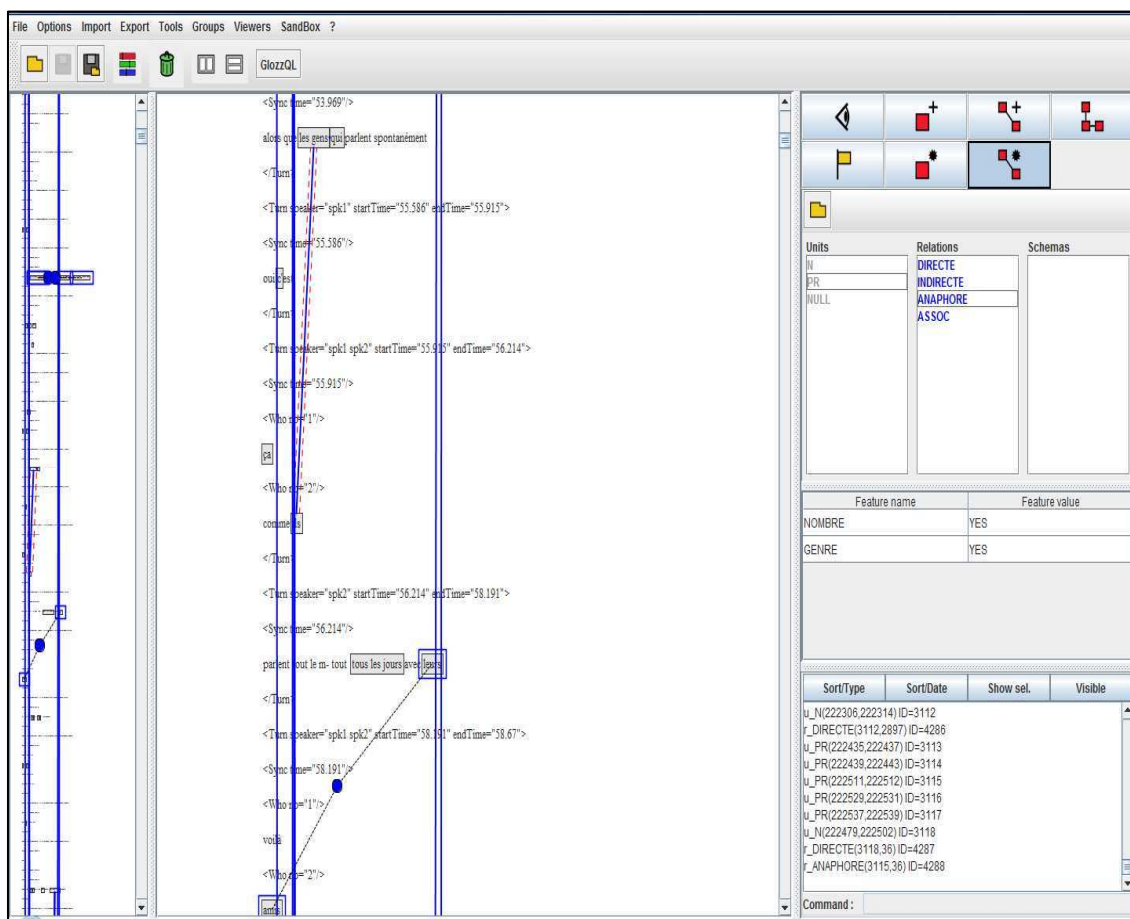 File Options Import Export Tools Groups Viewers SandBox ?
GlozzQL
<Sync time="53.969"/>
alors que les gens qui parlent spontanément
</Turn>
<Turn speaker="spk1" startTime="55.586" endTime="55.915">
<Sync time="55.586"/>
oui c'est
</Turn>
<Turn speaker="spk1 spk2" startTime="55.915" endTime="56.214">
<Sync time="55.915"/>
<Who no="1"/>
ça
<Who no="2"/>
comme ils
</Turn>
<Turn speaker="spk2" startTime="56.214" endTime="58.191">
<Sync time="56.214"/>
parlent tout le m- tout tous les jours avec leurs
</Turn>
<Turn speaker="spk1 spk2" startTime="58.191" endTime="58.67">
<Sync time="58.191"/>
<Who no="1"/>
voilà
<Who no="2"/>
amis
Units Relations Schemas
N DIRECTE
PR INDIRECTE
NULL ANAPHORE
ASSOC
Feature name Feature value
NOMBRE YES
GENRE YES
Sort/Type Sort/Date Show sel. Visible
u_N(222306,222314) ID=3112
r_DIRECTE(3112,2897) ID=4286
u_PR(222435,222437) ID=3113
u_PR(222439,222443) ID=3114
u_PR(222511,222512) ID=3115
u_PR(222529,222531) ID=3116
u_PR(222537,222539) ID=3117
u_N(222479,222502) ID=3118
r_DIRECTE(3118,36) ID=4287
r_ANAPHORE(3115,36) ID=4288
Command :